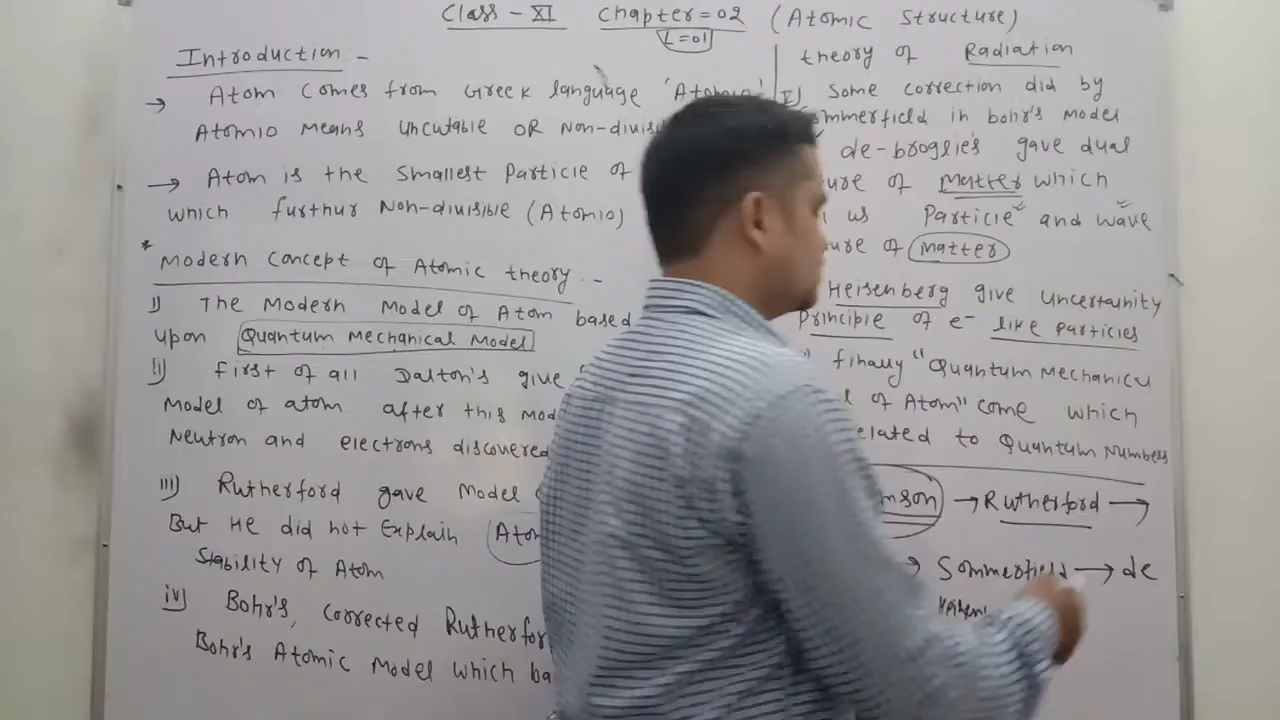 Class - XI Chapter = 02 (Atomic Structure)
L = 01
Introduction -
→ Atom comes from Greek language 'Atomio'
Atomio means uncutable OR Non-divisi
→ Atom is the smallest Particle of
which furthur Non-divisible (Atomio)
* Modern concept of Atomic theory -
i) The Modern Model of Atom based
upon Quantum Mechanical Model
ii) first of all Dalton's give
Model of atom after this mod
Neutron and electrons discovered
iii) Rutherford gave Model
But He did not Explain Atom
Stability of Atom
iv) Bohr's, corrected Rutherfor
Bohr's Atomic Model which ba
theory of Radiation
Some correction did by
ommerfield in bohr's model
de-broglie's gave dual
ure of Matter which
us Particle and wave
ure of matter
Heisenberg give uncertainity
Principle of e- like particles
finally "Quantum Mechanical
l of Atom" come which
elated to Quantum Numbers
mson → Rutherford →
→ Sommerfield → de